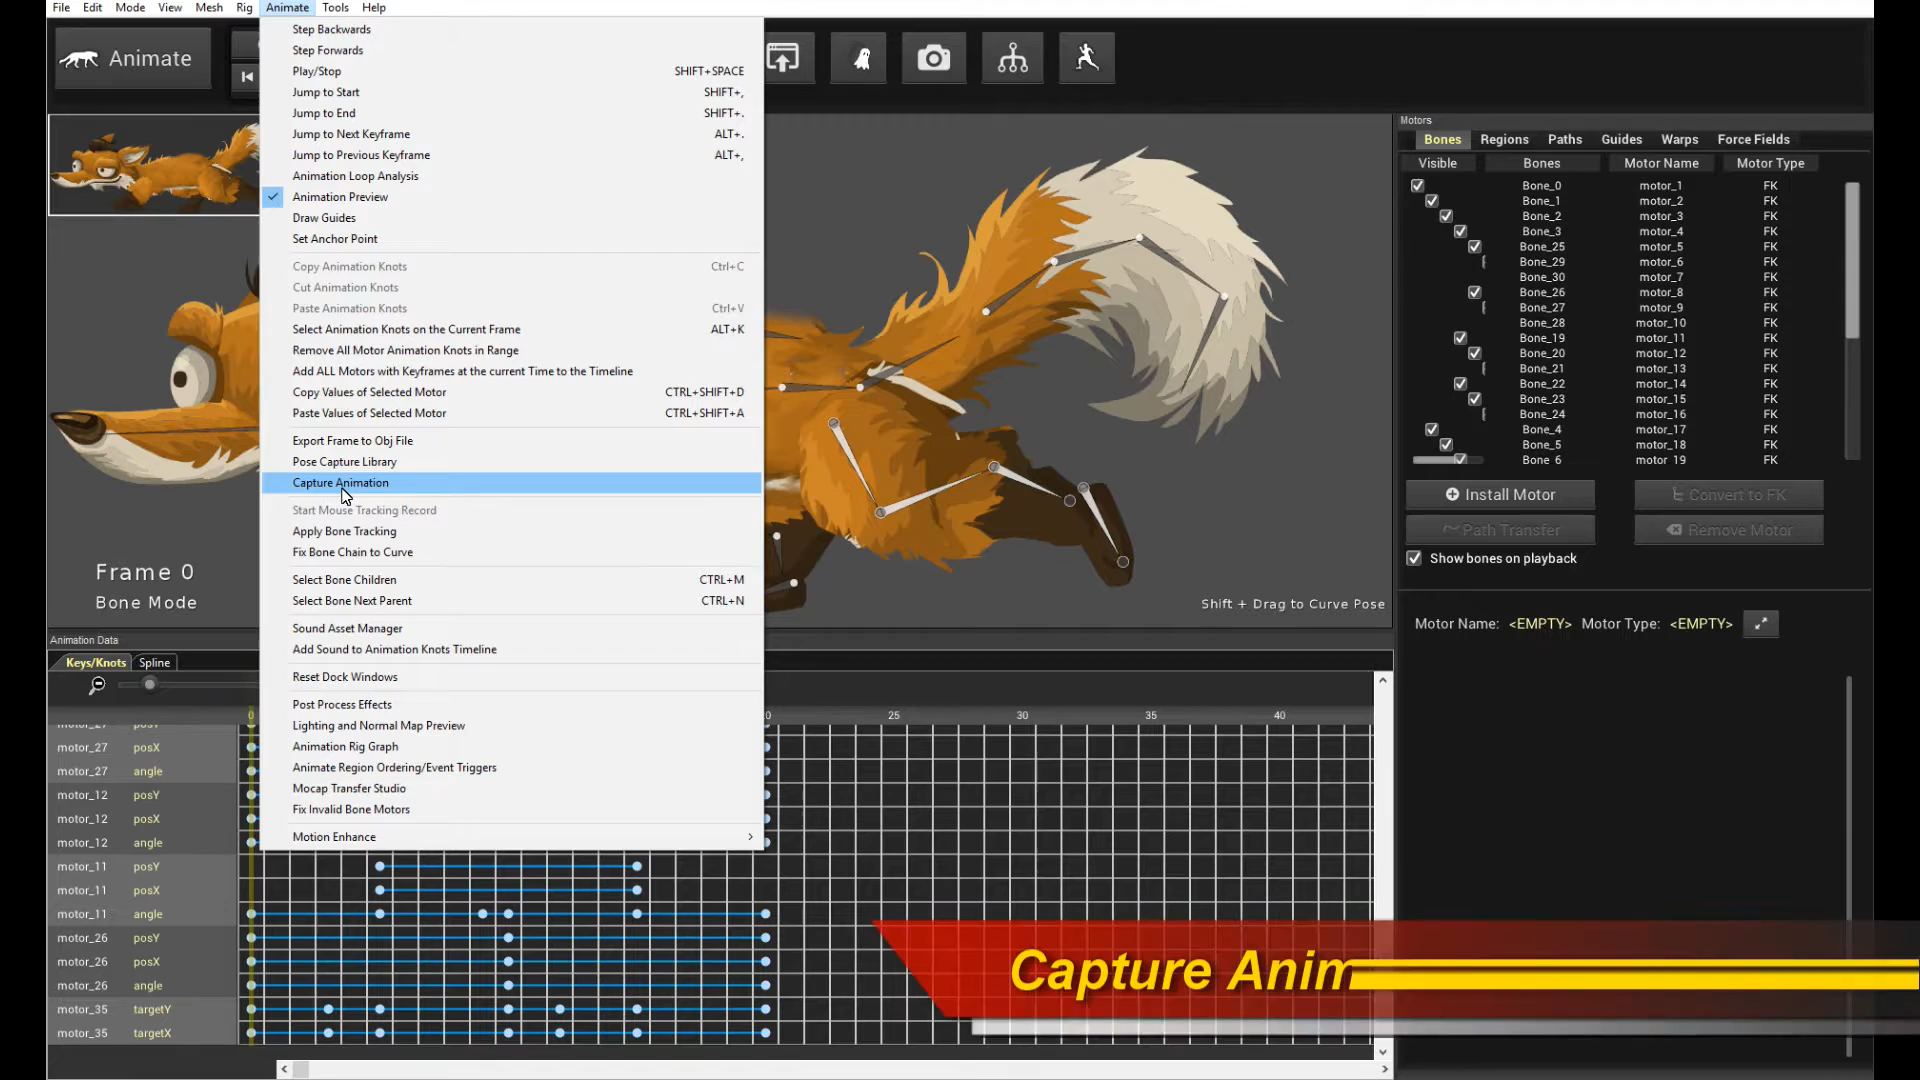 File Edit Mode View Mesh Rig Animate Tools Help
Animate
Step Backwards
Step Forwards
Play/Stop SHIFT+SPACE
Jump to Start SHIFT+,
Jump to End SHIFT+.
Jump to Next Keyframe ALT+.
Jump to Previous Keyframe ALT+,
Animation Loop Analysis
Animation Preview
Draw Guides
Set Anchor Point
Copy Animation Knots Ctrl+C
Cut Animation Knots
Paste Animation Knots Ctrl+V
Select Animation Knots on the Current Frame ALT+K
Remove All Motor Animation Knots in Range
Add ALL Motors with Keyframes at the current Time to the Timeline
Copy Values of Selected Motor CTRL+SHIFT+D
Paste Values of Selected Motor CTRL+SHIFT+A
Export Frame to Obj File
Pose Capture Library
Capture Animation
Start Mouse Tracking Record
Apply Bone Tracking
Fix Bone Chain to Curve
Select Bone Children CTRL+M
Select Bone Next Parent CTRL+N
Sound Asset Manager
Add Sound to Animation Knots Timeline
Reset Dock Windows
Post Process Effects
Lighting and Normal Map Preview
Animation Rig Graph
Animate Region Ordering/Event Triggers
Mocap Transfer Studio
Fix Invalid Bone Motors
Motion Enhance
Frame 0
Bone Mode
Shift + Drag to Curve Pose
Motors
Bones Regions Paths Guides Warps Force Fields
Visible Bones Motor Name Motor Type
Bone_0 motor_1 FK
Bone_1 motor_2 FK
Bone_2 motor_3 FK
Bone_3 motor_4 FK
Bone_25 motor_5 FK
Bone_29 motor_6 FK
Bone_30 motor_7 FK
Bone_26 motor_8 FK
Bone_27 motor_9 FK
Bone_28 motor_10 FK
Bone_19 motor_11 FK
Bone_20 motor_12 FK
Bone_21 motor_13 FK
Bone_22 motor_14 FK
Bone_23 motor_15 FK
Bone_24 motor_16 FK
Bone_4 motor_17 FK
Bone_5 motor_18 FK
Bone 6 motor 19 FK
Install Motor Convert to FK
Path Transfer Remove Motor
Show bones on playback
Motor Name: <EMPTY> Motor Type: <EMPTY>
Animation Data
Keys/Knots Spline
0 25 30 35 40
motor_27 posY
motor_27 posX
motor_27 angle
motor_12 posY
motor_12 posX
motor_12 angle
motor_11 posY
motor_11 posX
motor_11 angle
motor_26 posY
motor_26 posX
motor_26 angle
motor_35 targetY
motor_35 targetX
Capture Anim